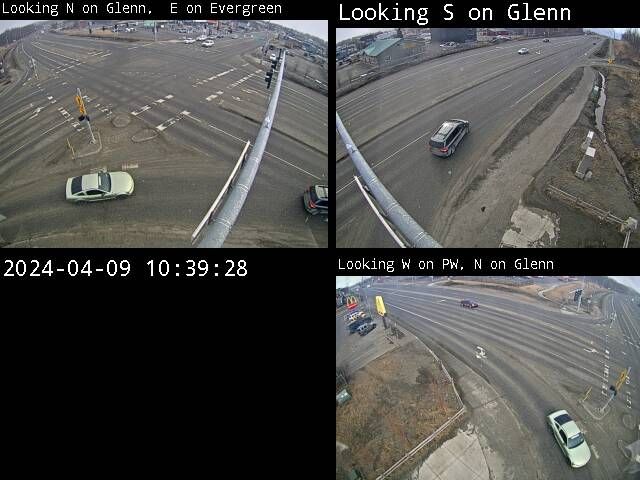 Looking N on Glenn,  E on Evergreen
Looking S on Glenn
2024-04-09 10:39:28
Looking W on PW, N on Glenn